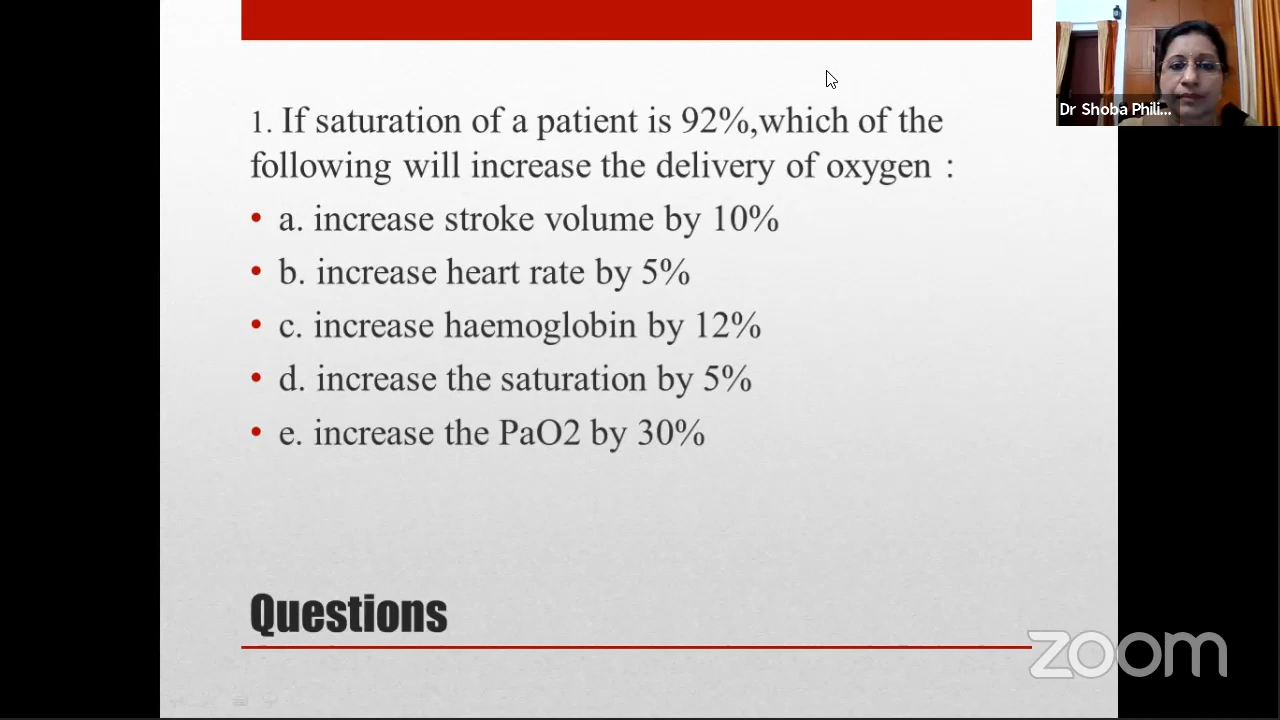 1. If saturation of a patient is 92%,which of the
following will increase the delivery of oxygen :
• a. increase stroke volume by 10%
• b. increase heart rate by 5%
• c. increase haemoglobin by 12%
• d. increase the saturation by 5%
• e. increase the PaO2 by 30%
Questions
Dr Shoba Phili...
zoom